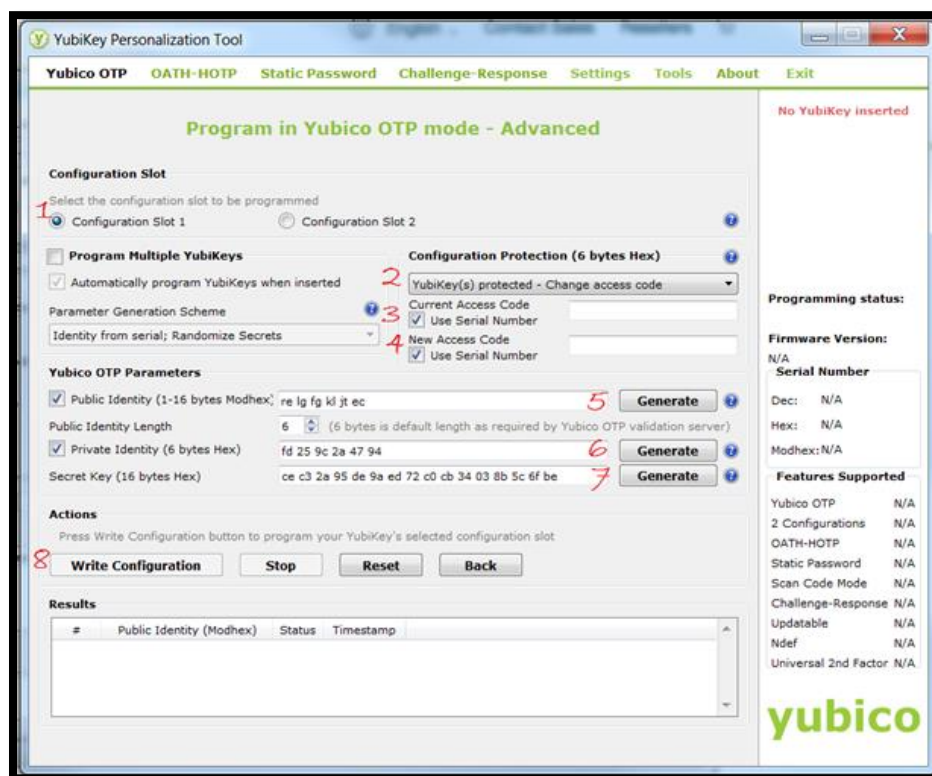 English Contact Sales Resellers
YubiKey Personalization Tool
Yubico OTP OATH-HOTP Static Password Challenge-Response Settings Tools About Exit
No YubiKey inserted
Program in Yubico OTP mode - Advanced
Configuration Slot
Select the configuration slot to be programmed
1
Configuration Slot 1 Configuration Slot 2 ?
Program Multiple YubiKeys Configuration Protection (6 bytes Hex) ?
Automatically program YubiKeys when inserted 2 YubiKey(s) protected - Change access code
Parameter Generation Scheme ? 3 Current Access Code
Use Serial Number
Identity from serial; Randomize Secrets 4 New Access Code
Use Serial Number
Programming status:
Firmware Version:
N/A
Yubico OTP Parameters
Public Identity (1-16 bytes Modhex) re lg fg kl jt ec 5 Generate ?
Public Identity Length 6 (6 bytes is default length as required by Yubico OTP validation server)
Private Identity (6 bytes Hex) fd 25 9c 2a 47 94 6 Generate ?
Secret Key (16 bytes Hex) ce c3 2a 95 de 9a ed 72 c0 cb 34 03 8b 5c 6f be 7 Generate ?
Serial Number
Dec: N/A
Hex: N/A
Modhex: N/A
Actions
Press Write Configuration button to program your YubiKey's selected configuration slot
8 Write Configuration Stop Reset Back
Results
# Public Identity (Modhex) Status Timestamp
Features Supported
Yubico OTP N/A
2 Configurations N/A
OATH-HOTP N/A
Static Password N/A
Scan Code Mode N/A
Challenge-Response N/A
Updatable N/A
Ndef N/A
Universal 2nd Factor N/A
yubico